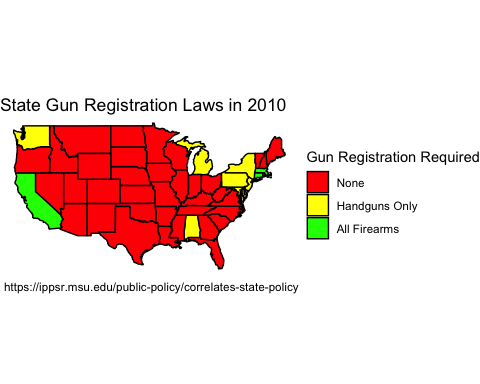 State Gun Registration Laws in 2010
Gun Registration Required
None
Handguns Only
All Firearms
https://ippsr.msu.edu/public-policy/correlates-state-policy